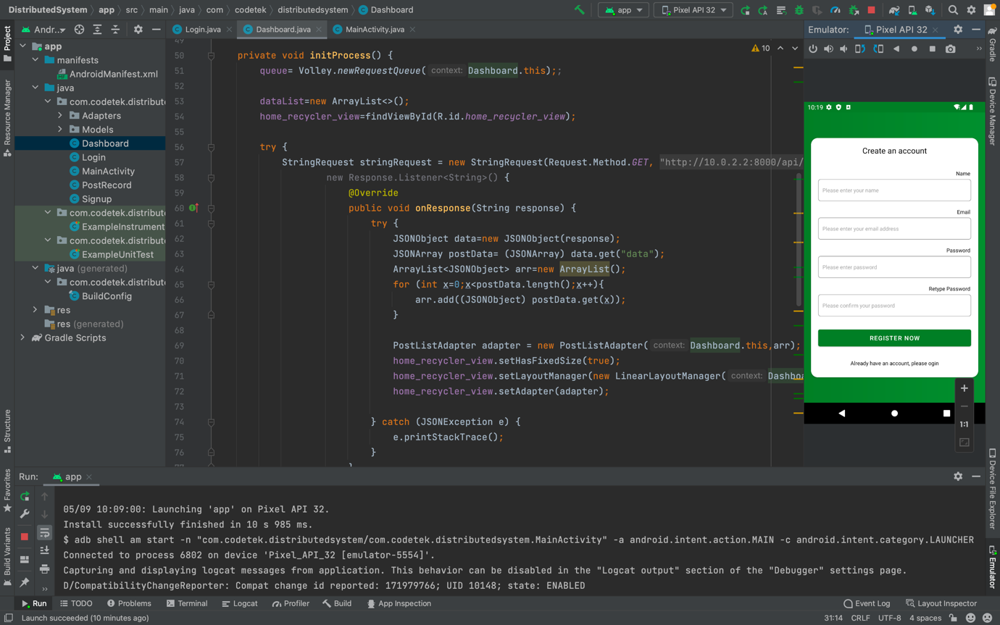 DistributedSystem app src main java com codetek distributedsystem Dashboard app Pixel API 32
Project
Resource Manager
Structure
Favorites
Build Variants
Andr..
app
manifests
AndroidManifest.xml
java
com.codetek.distribute
Adapters
Models
Dashboard
Login
MainActivity
PostRecord
Signup
com.codetek.distribute
ExampleInstrument
com.codetek.distribute
ExampleUnitTest
java (generated)
com.codetek.distribute
BuildConfig
res
res (generated)
Gradle Scripts
Login.java Dashboard.java MainActivity.java
10
49
50 private void initProcess() {
51 queue= Volley.newRequestQueue( context: Dashboard.this);;
52
53 dataList=new ArrayList<>();
54 home_recycler_view=findViewById(R.id.home_recycler_view);
55
56 try {
57 StringRequest stringRequest = new StringRequest(Request.Method.GET, "http://10.0.2.2:8000/api/
58 new Response.Listener<String>() {
59 @Override
60 public void onResponse(String response) {
61 try {
62 JSONObject data=new JSONObject(response);
63 JSONArray postData= (JSONArray) data.get("data");
64 ArrayList<JSONObject> arr=new ArrayList();
65 for (int x=0;x<postData.length();x++){
66 arr.add((JSONObject) postData.get(x));
67 }
68
69 PostListAdapter adapter = new PostListAdapter( context: Dashboard.this,arr);
70 home_recycler_view.setHasFixedSize(true);
71 home_recycler_view.setLayoutManager(new LinearLayoutManager( context: Dashboa
72 home_recycler_view.setAdapter(adapter);
73
74 } catch (JSONException e) {
75 e.printStackTrace();
76 }
Emulator: Pixel API 32
10:19
Create an account
Name
Please enter your name
Email
Please enter your email address
Password
Please enter password
Retype Password
Please confirm your password
REGISTER NOW
Already have an account, please ogin
1:1
Gradle
Device Manager
Device File Explorer
Emulator
Run: app
05/09 10:09:00: Launching 'app' on Pixel API 32.
Install successfully finished in 10 s 985 ms.
$ adb shell am start -n "com.codetek.distributedsystem/com.codetek.distributedsystem.MainActivity" -a android.intent.action.MAIN -c android.intent.category.LAUNCHER
Connected to process 6802 on device 'Pixel_API_32 [emulator-5554]'.
Capturing and displaying logcat messages from application. This behavior can be disabled in the "Logcat output" section of the "Debugger" settings page.
D/CompatibilityChangeReporter: Compat change id reported: 171979766; UID 10148; state: ENABLED
Run TODO Problems Terminal Logcat Profiler Build App Inspection Event Log Layout Inspector
Launch succeeded (10 minutes ago) 31:14 CRLF UTF-8 4 spaces